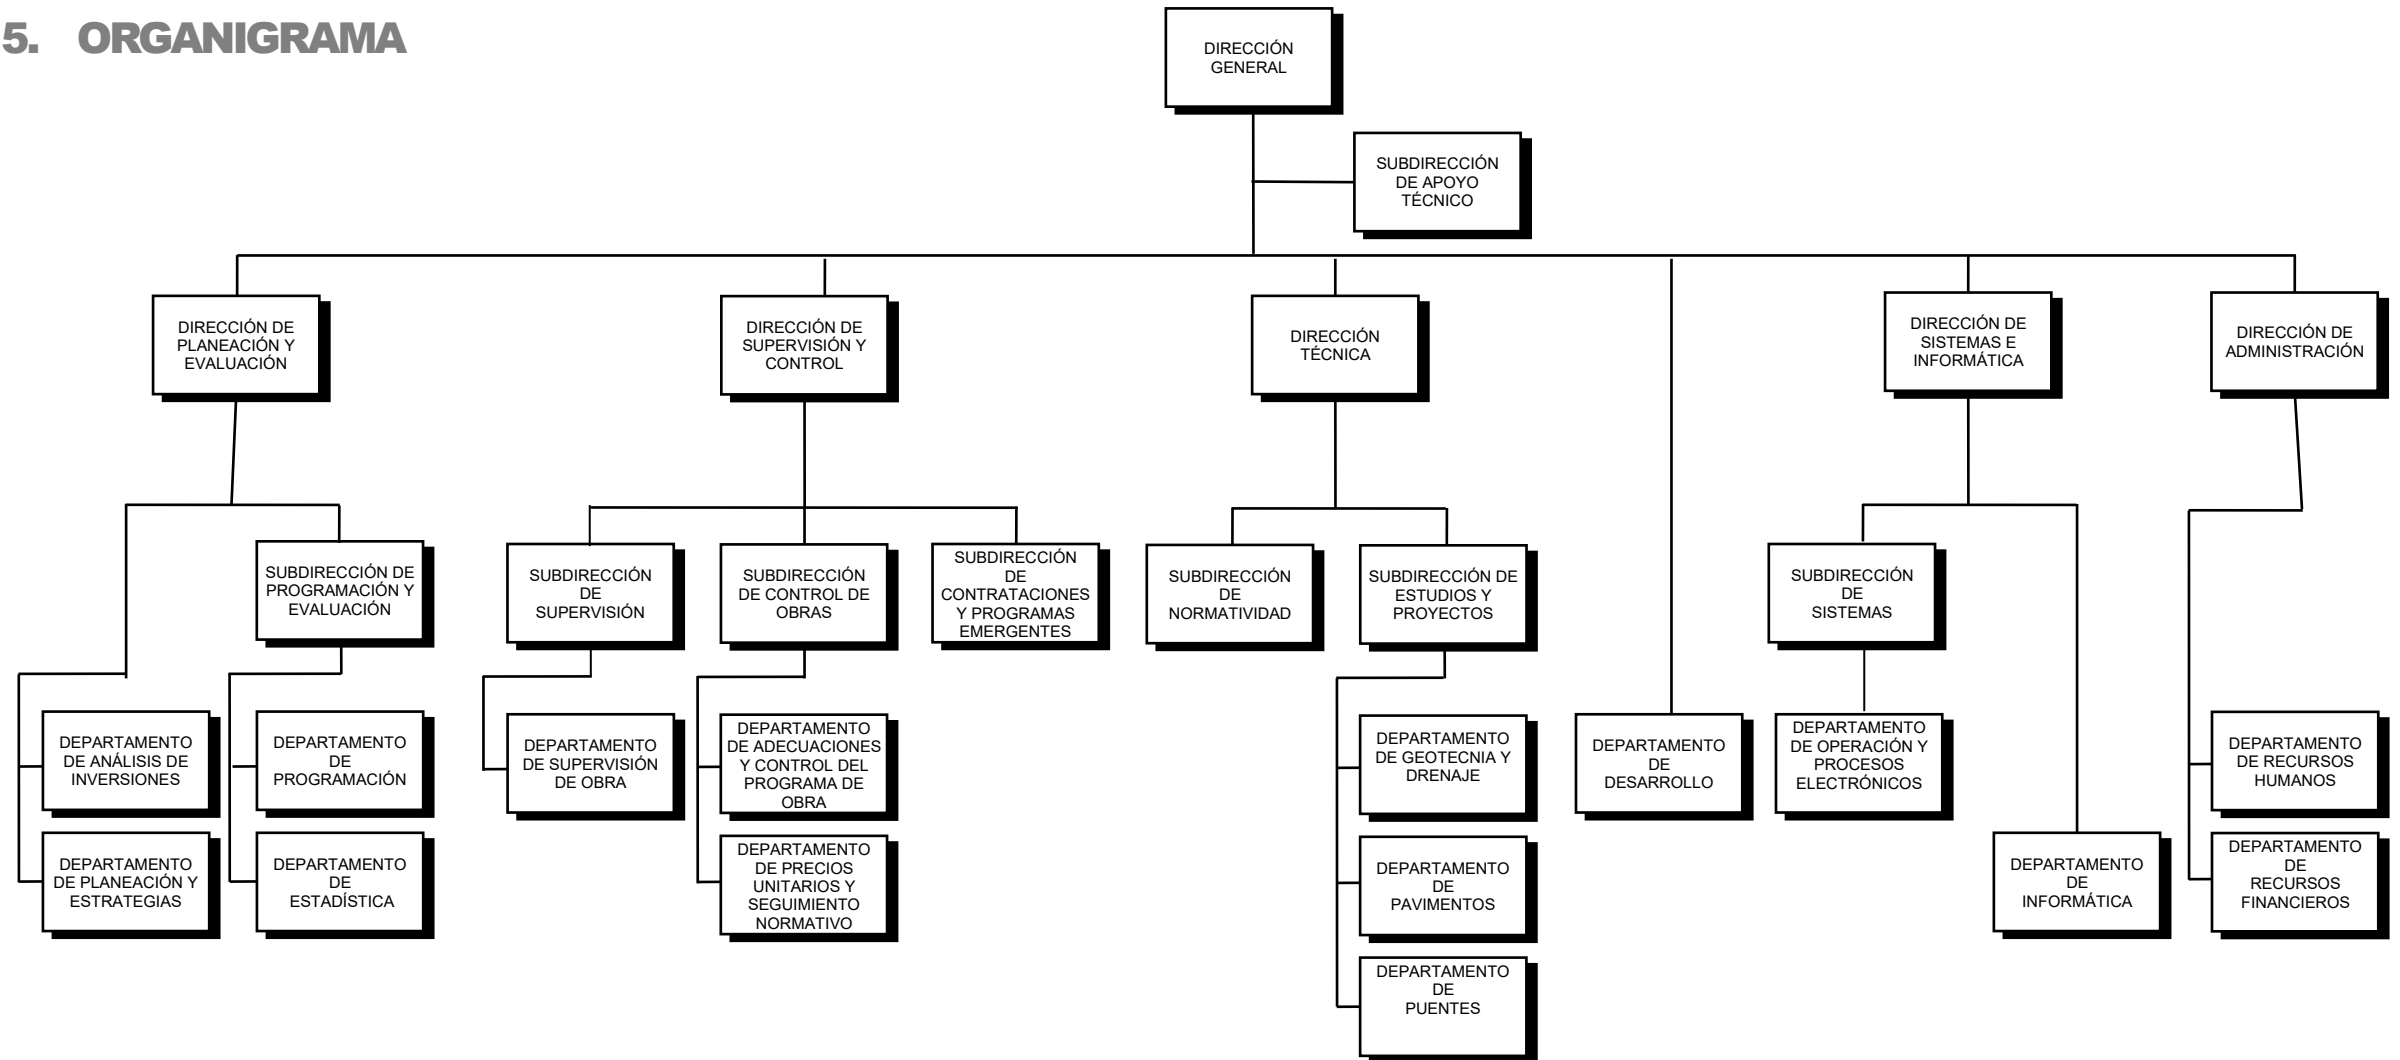 5. ORGANIGRAMA
DIRECCIÓN
GENERAL
SUBDIRECCIÓN
DE APOYO
TÉCNICO
DIRECCIÓN DE
PLANEACIÓN Y
EVALUACIÓN
DIRECCIÓN DE
SUPERVISIÓN Y
CONTROL
DIRECCIÓN
TÉCNICA
DIRECCIÓN DE
SISTEMAS E
INFORMÁTICA
DIRECCIÓN DE
ADMINISTRACIÓN
SUBDIRECCIÓN DE
PROGRAMACIÓN Y
EVALUACIÓN
SUBDIRECCIÓN
DE
SUPERVISIÓN
SUBDIRECCIÓN
DE CONTROL DE
OBRAS
SUBDIRECCIÓN
DE
CONTRATACIONES
Y PROGRAMAS
EMERGENTES
SUBDIRECCIÓN
DE
NORMATIVIDAD
SUBDIRECCIÓN DE
ESTUDIOS Y
PROYECTOS
SUBDIRECCIÓN
DE
SISTEMAS
DEPARTAMENTO
DE ANÁLISIS DE
INVERSIONES
DEPARTAMENTO
DE
PROGRAMACIÓN
DEPARTAMENTO
DE SUPERVISIÓN
DE OBRA
DEPARTAMENTO
DE ADECUACIONES
Y CONTROL DEL
PROGRAMA DE
OBRA
DEPARTAMENTO
DE GEOTECNIA Y
DRENAJE
DEPARTAMENTO
DE
DESARROLLO
DEPARTAMENTO
DE OPERACIÓN Y
PROCESOS
ELECTRÓNICOS
DEPARTAMENTO
DE RECURSOS
HUMANOS
DEPARTAMENTO
DE PLANEACIÓN Y
ESTRATEGIAS
DEPARTAMENTO
DE
ESTADÍSTICA
DEPARTAMENTO
DE PRECIOS
UNITARIOS Y
SEGUIMIENTO
NORMATIVO
DEPARTAMENTO
DE
PAVIMENTOS
DEPARTAMENTO
DE
INFORMÁTICA
DEPARTAMENTO
DE
RECURSOS
FINANCIEROS
DEPARTAMENTO
DE
PUENTES